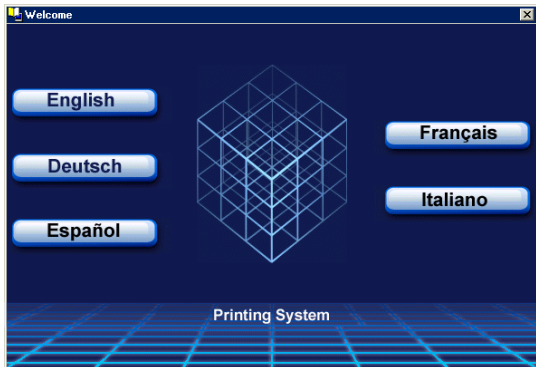 Welcome
English
Deutsch
Español
Français
Italiano
Printing System